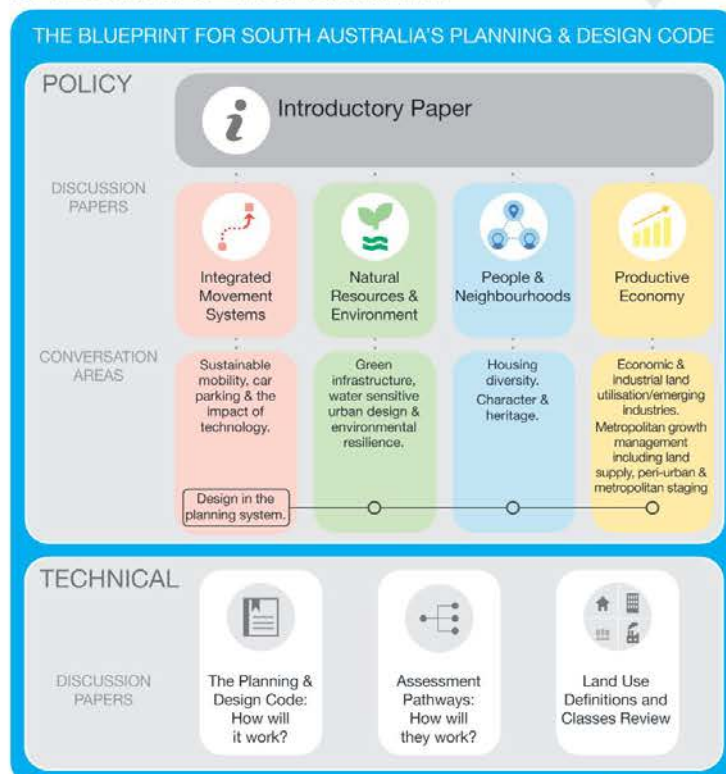 THE BLUEPRINT FOR SOUTH AUSTRALIA'S PLANNING & DESIGN CODE
POLICY
Introductory Paper
DISCUSSION
PAPERS
Integrated
Movement
Systems
Natural
Resources &
Environment
People &
Neighbourhoods
Productive
Economy
CONVERSATION
AREAS
Sustainable
mobility, car
parking & the
impact of
technology.
Green
infrastructure,
water sensitive
urban design &
environmental
resilience.
Housing
diversity.
Character &
heritage.
Economic &
industrial land
utilisation/emerging
industries.
Metropolitan growth
management
including land
supply, peri-urban &
metropolitan staging
Design in the
planning system.
TECHNICAL
DISCUSSION
PAPERS
The Planning &
Design Code:
How will
it work?
Assessment
Pathways:
How will
they work?
Land Use
Definitions and
Classes Review